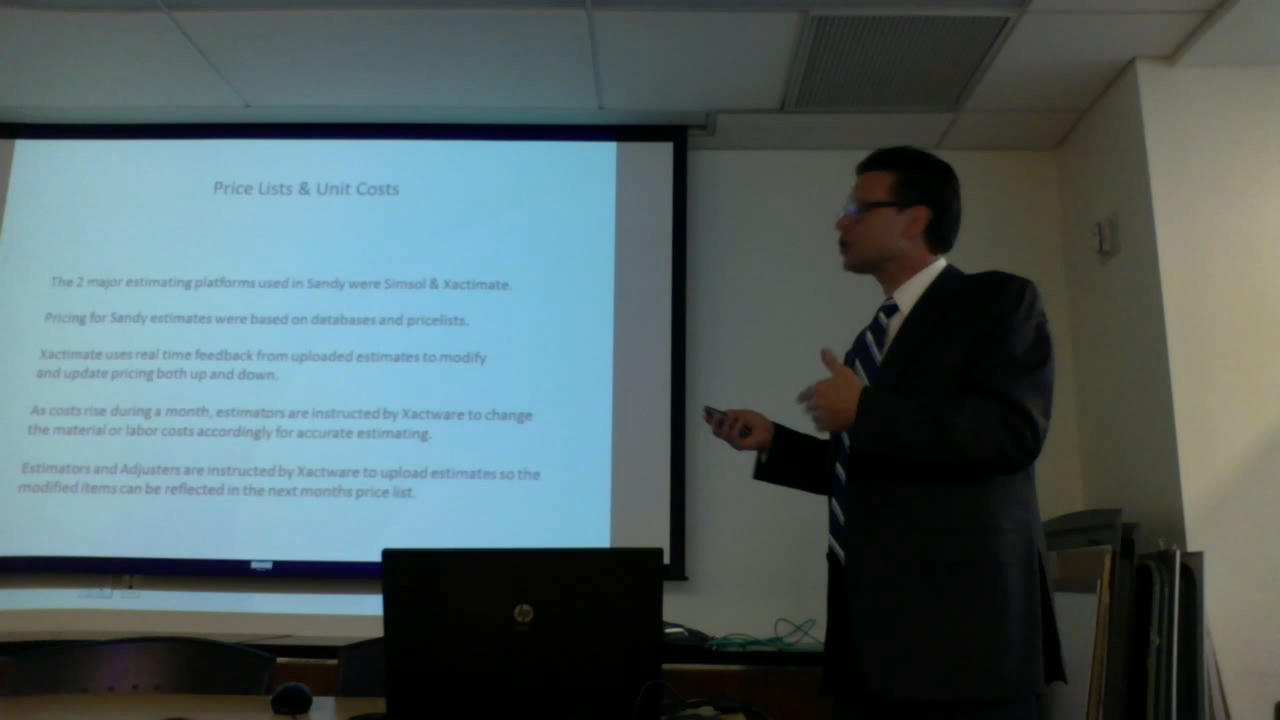 Price Lists & Unit Costs
The 2 major estimating platforms used in Sandy were Simsol & Xactimate.
Pricing for Sandy estimates were based on databases and pricelists.
Xactimate uses real time feedback from uploaded estimates to modify
and update pricing both up and down.
As costs rise during a month, estimators are instructed by Xactware to change
the material or labor costs accordingly for accurate estimating.
Estimators and Adjusters are instructed by Xactware to upload estimates so the
modified items can be reflected in the next months price list.
hp